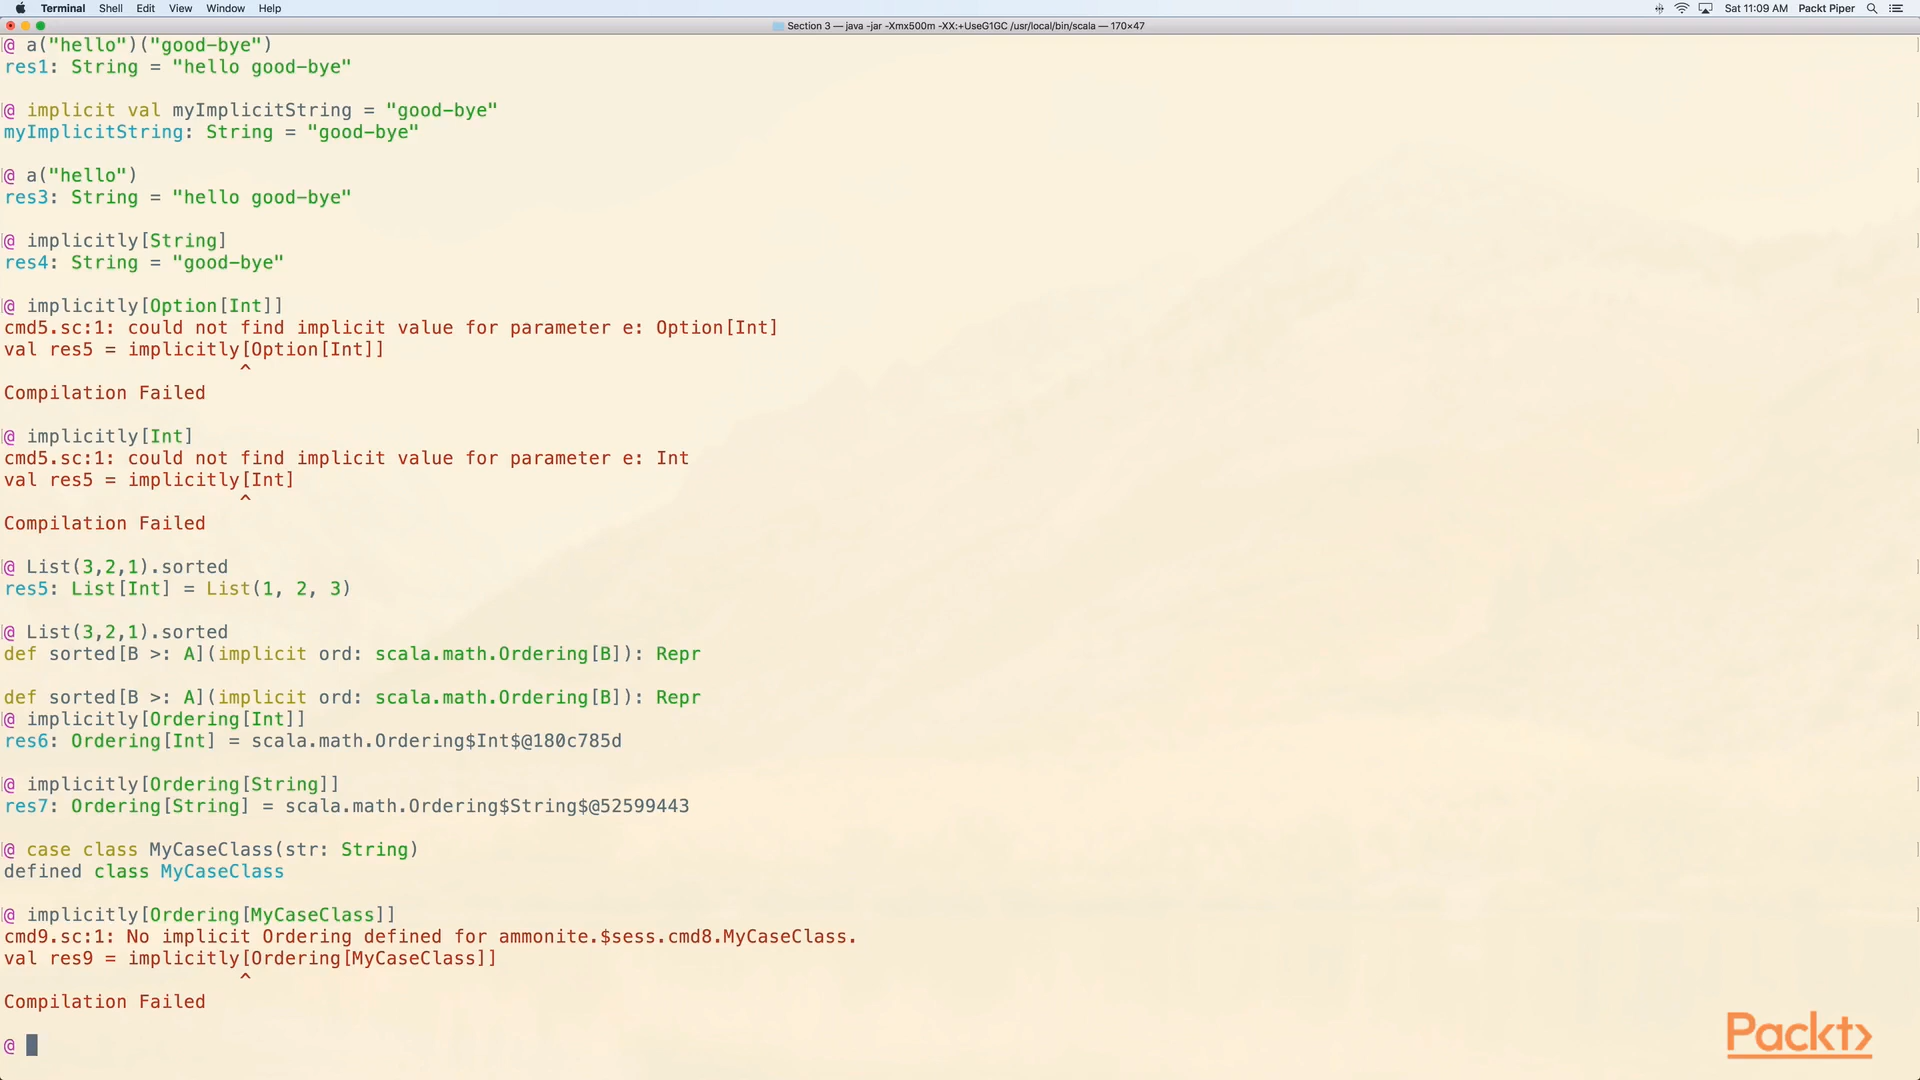 Terminal Shell Edit View Window Help Sat 11:09 AM Packt Piper
Section 3 — java -jar -Xmx500m -XX:+UseG1GC /usr/local/bin/scala — 170×47
@ a("hello")("good-bye")
res1: String = "hello good-bye"
@ implicit val myImplicitString = "good-bye"
myImplicitString: String = "good-bye"
@ a("hello")
res3: String = "hello good-bye"
@ implicitly[String]
res4: String = "good-bye"
@ implicitly[Option[Int]]
cmd5.sc:1: could not find implicit value for parameter e: Option[Int]
val res5 = implicitly[Option[Int]]
^
Compilation Failed
@ implicitly[Int]
cmd5.sc:1: could not find implicit value for parameter e: Int
val res5 = implicitly[Int]
^
Compilation Failed
@ List(3,2,1).sorted
res5: List[Int] = List(1, 2, 3)
@ List(3,2,1).sorted
def sorted[B >: A](implicit ord: scala.math.Ordering[B]): Repr
def sorted[B >: A](implicit ord: scala.math.Ordering[B]): Repr
@ implicitly[Ordering[Int]]
res6: Ordering[Int] = scala.math.Ordering$Int$@180c785d
@ implicitly[Ordering[String]]
res7: Ordering[String] = scala.math.Ordering$String$@52599443
@ case class MyCaseClass(str: String)
defined class MyCaseClass
@ implicitly[Ordering[MyCaseClass]]
cmd9.sc:1: No implicit Ordering defined for ammonite.$sess.cmd8.MyCaseClass.
val res9 = implicitly[Ordering[MyCaseClass]]
^
Compilation Failed
@
Packt>